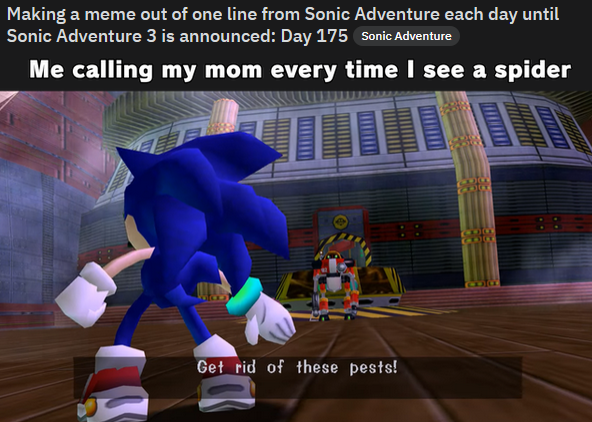 Making a meme out of one line from Sonic Adventure each day until
Sonic Adventure 3 is announced: Day 175 Sonic Adventure
Me calling my mom every time I see a spider
Get rid of these pests!